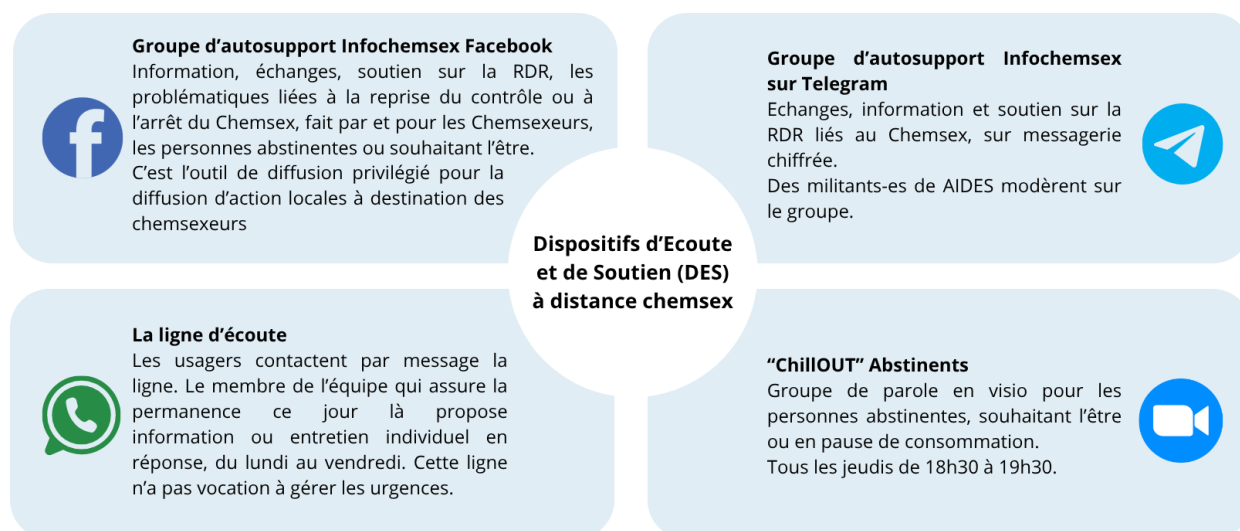 Groupe d’autosupport Infochemsex Facebook
Information, échanges, soutien sur la RDR, les
problématiques liées à la reprise du contrôle ou à
l’arrêt du Chemsex, fait par et pour les Chemsexeurs,
les personnes abstinentes ou souhaitant l’être.
C’est l’outil de diffusion privilégié pour la
diffusion d’action locales à destination des
chemsexeurs
Groupe d’autosupport Infochemsex
sur Telegram
Echanges, information et soutien sur la
RDR liés au Chemsex, sur messagerie
chiffrée.
Des militants-es de AIDES modèrent sur
le groupe.
Dispositifs d’Ecoute
et de Soutien (DES)
à distance chemsex
La ligne d’écoute
Les usagers contactent par message la
ligne. Le membre de l’équipe qui assure la
permanence ce jour là propose
information ou entretien individuel en
réponse, du lundi au vendredi. Cette ligne
n’a pas vocation à gérer les urgences.
“ChillOUT” Abstinents
Groupe de parole en visio pour les
personnes abstinentes, souhaitant l’être
ou en pause de consommation.
Tous les jeudis de 18h30 à 19h30.